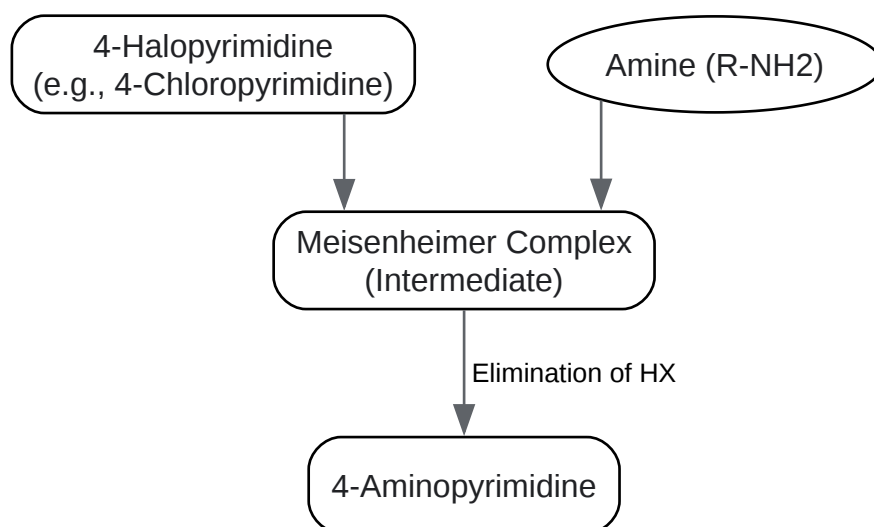 4-Halopyrimidine
(e.g., 4-Chloropyrimidine)
Amine (R-NH2)
Meisenheimer Complex
(Intermediate)
Elimination of HX
4-Aminopyrimidine